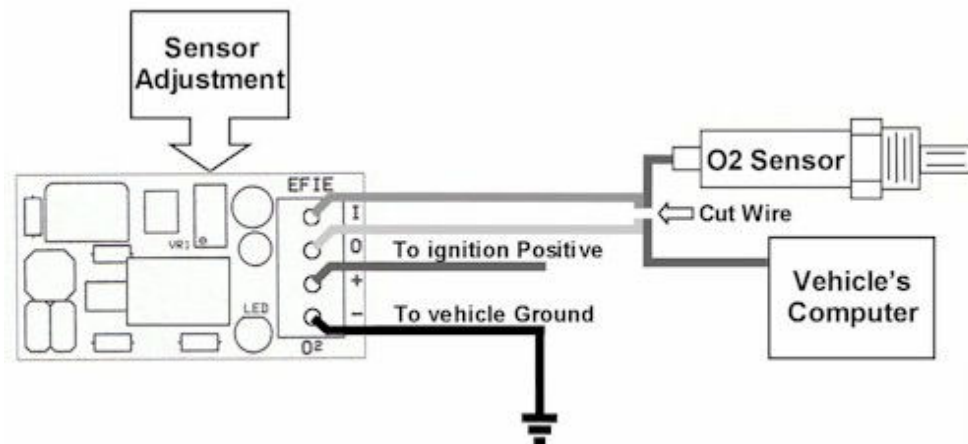 Sensor
Adjustment
EFIE
I
O
+
-
VR1
LED
O2
To ignition Positive
To vehicle Ground
O2 Sensor
Cut Wire
Vehicle's
Computer